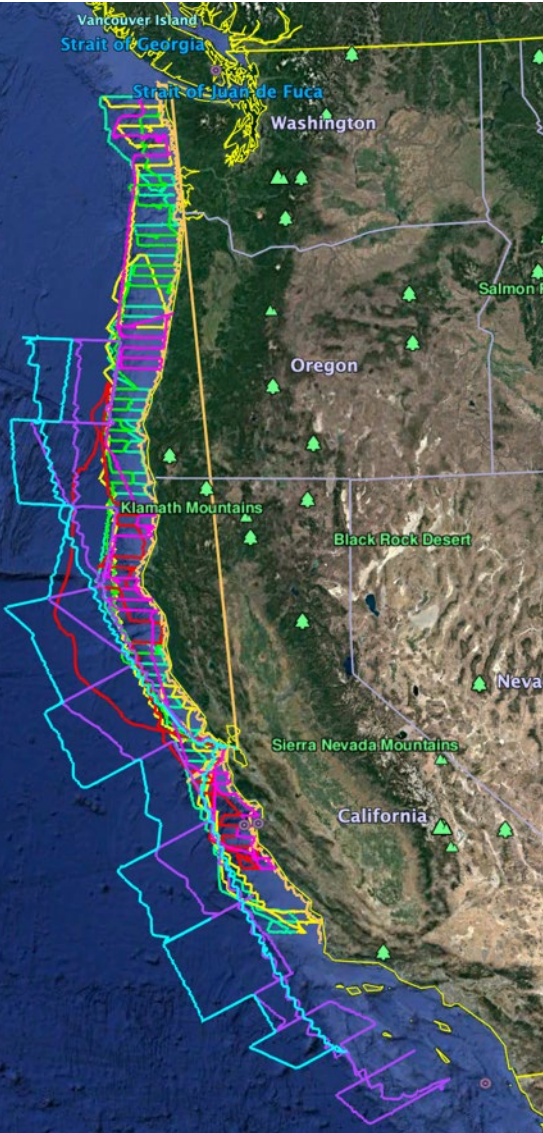 Vancouver Island
Strait of Georgia
Strait of Juan de Fuca
Washington
Salmon
Oregon
Klamath Mountains
Black Rock Desert
Neva
Sierra Nevada Mountains
California